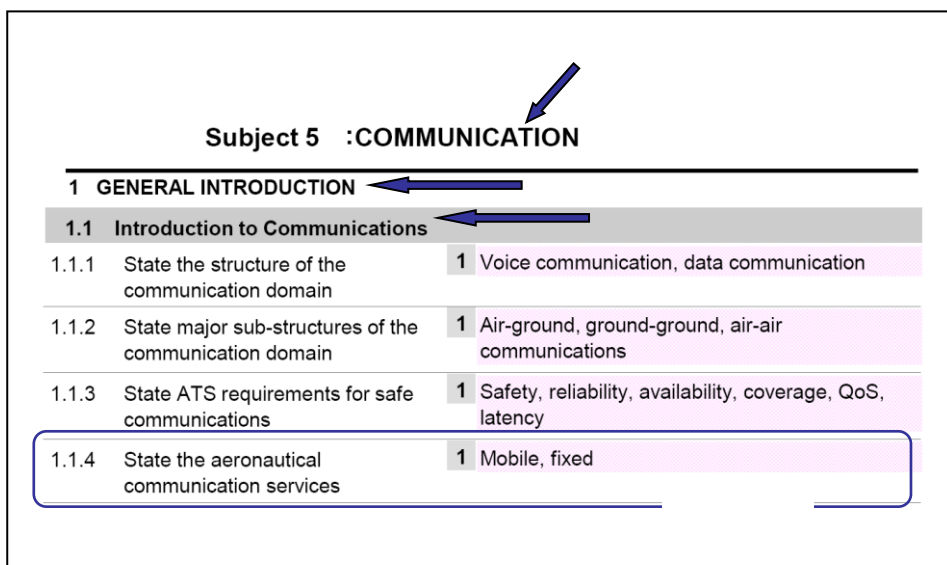 Subject 5 :COMMUNICATION
1 GENERAL INTRODUCTION
1.1 Introduction to Communications
1.1.1 State the structure of the communication domain 1 Voice communication, data communication
1.1.2 State major sub-structures of the communication domain 1 Air-ground, ground-ground, air-air communications
1.1.3 State ATS requirements for safe communications 1 Safety, reliability, availability, coverage, QoS, latency
1.1.4 State the aeronautical communication services 1 Mobile, fixed